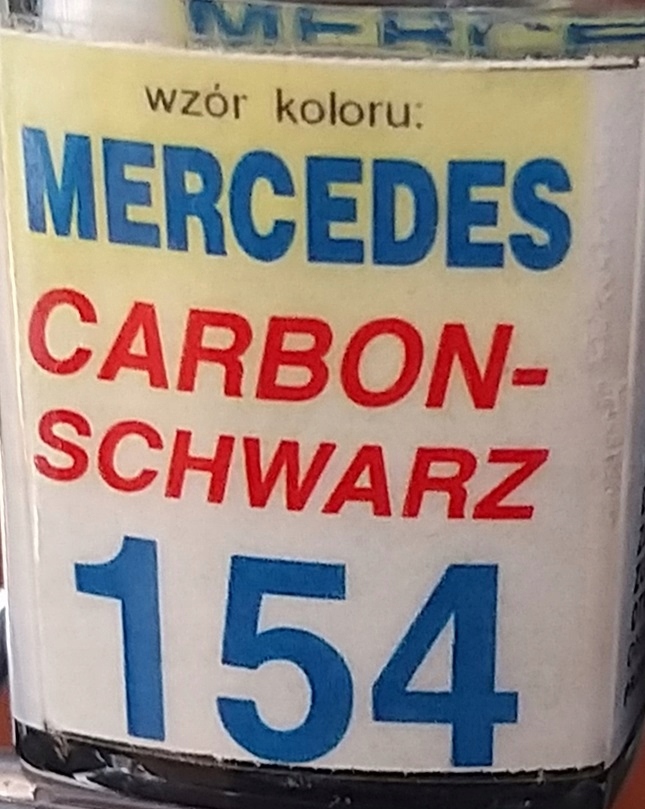 wzór koloru:
MERCEDES
CARBON-
SCHWARZ
154